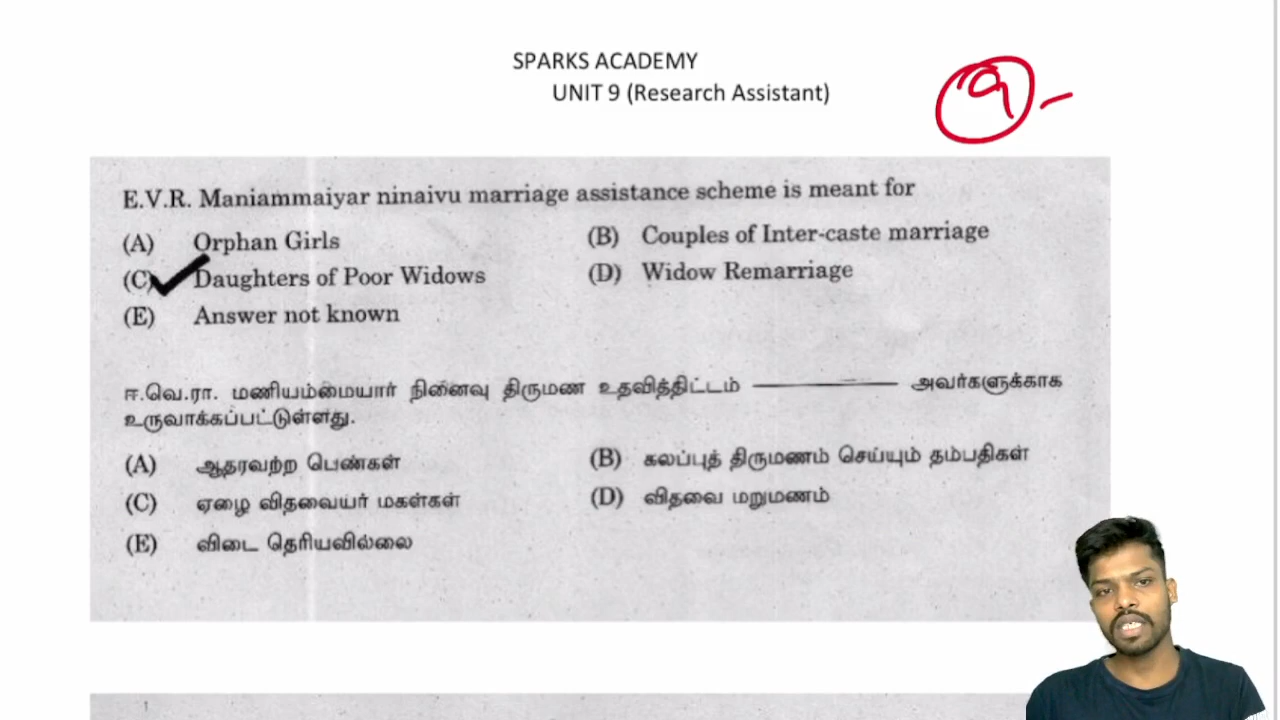 SPARKS ACADEMY
UNIT 9 (Research Assistant)
9
E.V.R. Maniammaiyar ninaivu marriage assistance scheme is meant for
(A) Orphan Girls (B) Couples of Inter-caste marriage
(C) Daughters of Poor Widows (D) Widow Remarriage
(E) Answer not known
ஈ.வெ.ரா. மணியம்மையார் நினைவு திருமண உதவித்திட்டம் ———— அவர்களுக்காக
உருவாக்கப்பட்டுள்ளது.
(A) ஆதரவற்ற பெண்கள் (B) கலப்புத் திருமணம் செய்யும் தம்பதிகள்
(C) ஏழை விதவையர் மகள்கள் (D) விதவை மறுமணம்
(E) விடை தெரியவில்லை